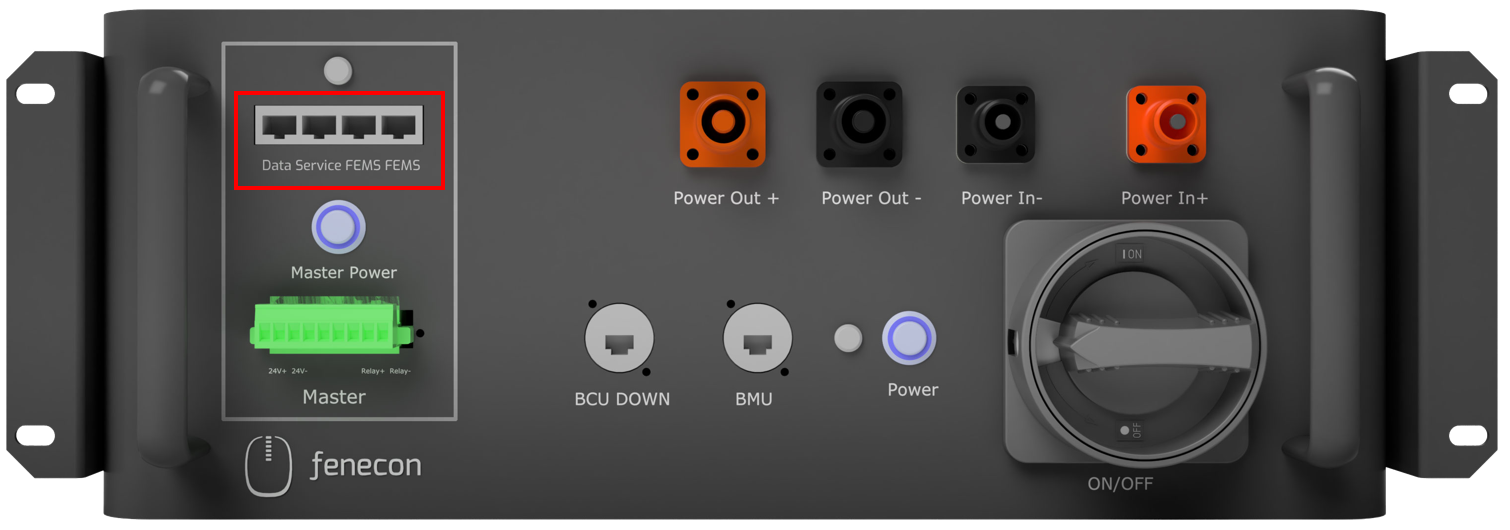 Data Service FEMS FEMS
Master Power
24V+ 24V- Relay+ Relay-
Master
fenecon
Power Out +
Power Out -
Power In-
Power In+
BCU DOWN
BMU
Power
I ON
OFF
ON/OFF